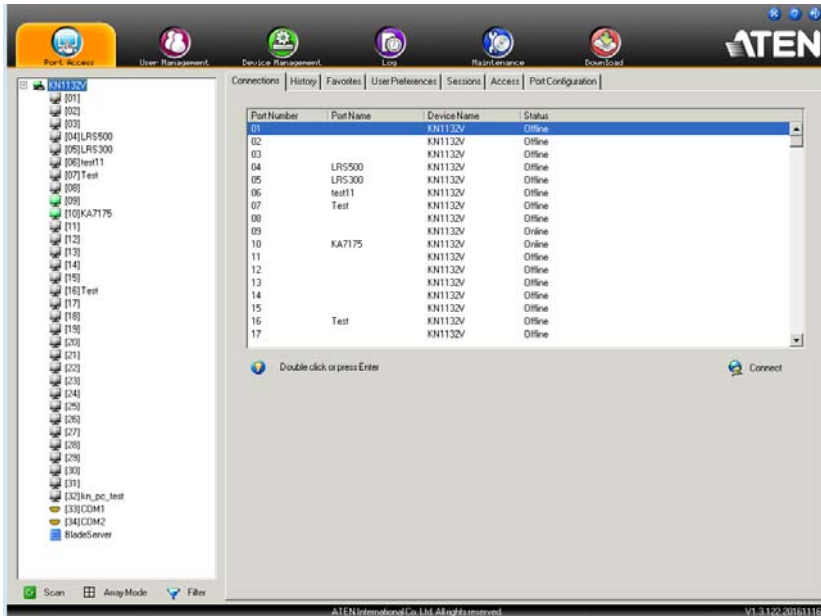 ATEN
Port Access User Management Device Management Log Maintenance Download
Connections History Favorites User Preferences Sessions Access Port Configuration
KN1132V
[01]
[02]
[03]
[04]LRS500
[05]LRS300
[06]test11
[07]Test
[08]
[09]
[10]KA7175
[11]
[12]
[13]
[14]
[15]
[16]Test
[17]
[18]
[19]
[20]
[21]
[22]
[23]
[24]
[25]
[26]
[27]
[28]
[29]
[30]
[31]
[32]kn_pc_test
[33]COM1
[34]COM2
BladeServer
Scan Array Mode Filter
Port Number Port Name Device Name Status
01 KN1132V Offline
02 KN1132V Offline
03 KN1132V Offline
04 LRS500 KN1132V Offline
05 LRS300 KN1132V Offline
06 test11 KN1132V Offline
07 Test KN1132V Offline
08 KN1132V Offline
09 KN1132V Online
10 KA7175 KN1132V Online
11 KN1132V Offline
12 KN1132V Offline
13 KN1132V Offline
14 KN1132V Offline
15 KN1132V Offline
16 Test KN1132V Offline
17 KN1132V Offline
Double click or press Enter
Connect
ATEN International Co. Ltd. All rights reserved.
V1.3.122.20161116